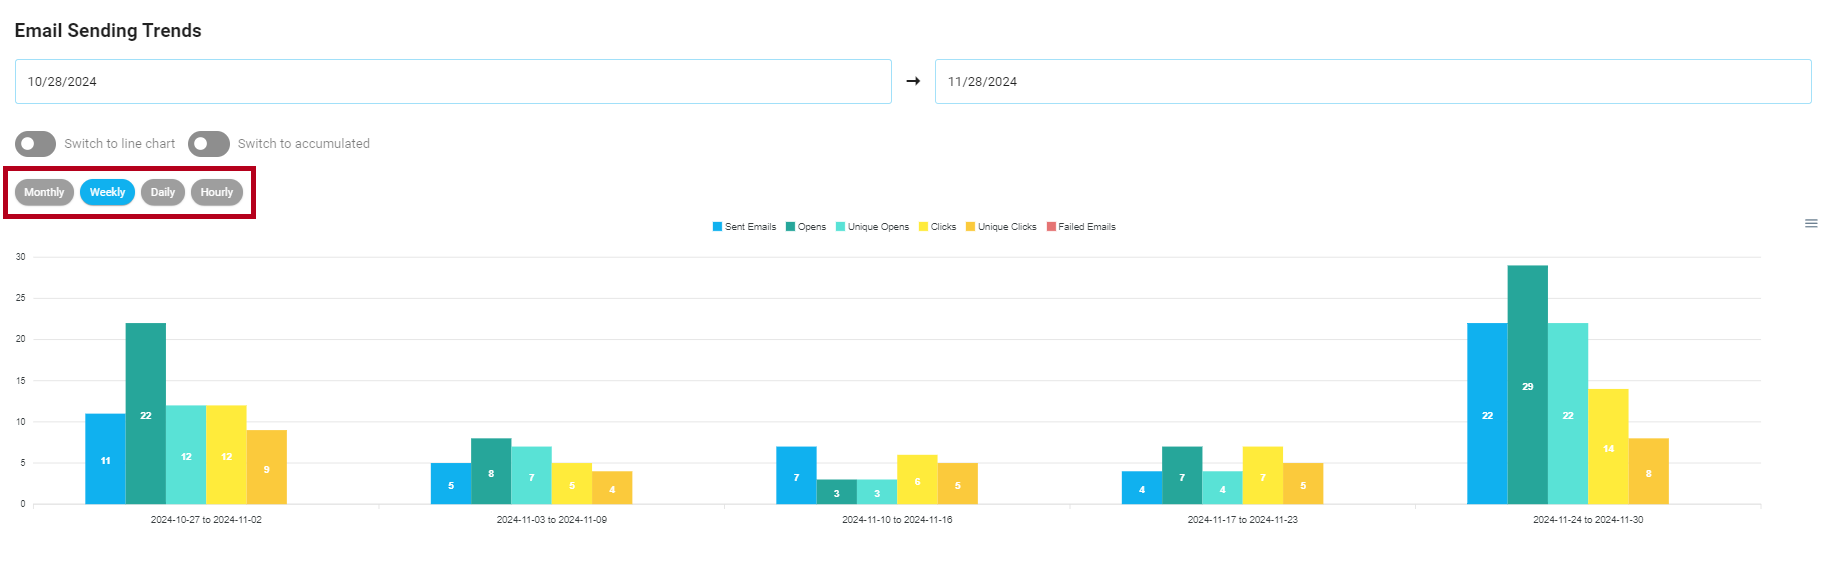 Email Sending Trends
10/28/2024 → 11/28/2024
Switch to line chart Switch to accumulated
Monthly Weekly Daily Hourly
Sent Emails Opens Unique Opens Clicks Unique Clicks Failed Emails
30
25
20
15
10
5
0
11 22 12 12 9
5 8 7 5 4
7 3 3 6 5
4 7 4 7 5
22 29 22 14 8
2024-10-27 to 2024-11-02 2024-11-03 to 2024-11-09 2024-11-10 to 2024-11-16 2024-11-17 to 2024-11-23 2024-11-24 to 2024-11-30